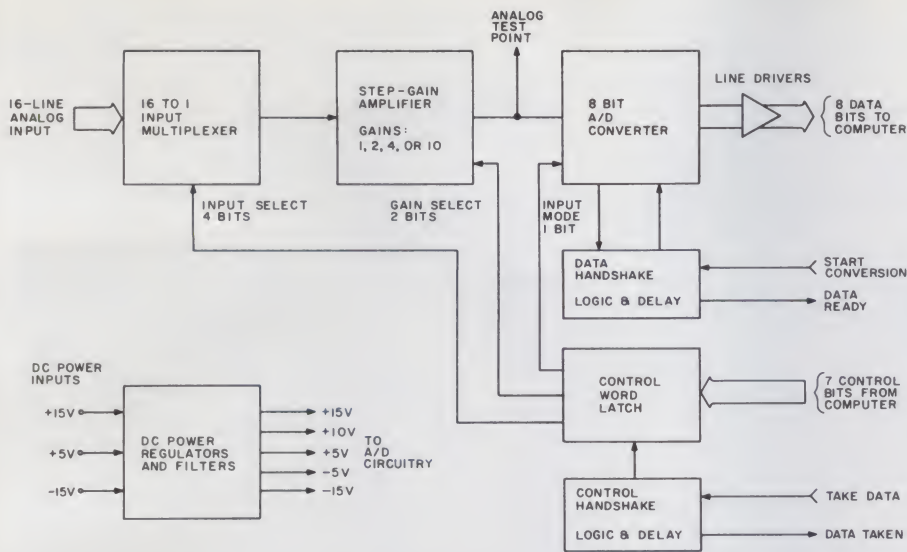 ANALOG
TEST
POINT
16-LINE
ANALOG
INPUT
16 TO 1
INPUT
MULTIPLEXER
STEP-GAIN
AMPLIFIER
GAINS:
1, 2, 4, OR 10
8 BIT
A/D
CONVERTER
LINE DRIVERS
8 DATA
BITS TO
COMPUTER
INPUT SELECT
4 BITS
GAIN SELECT
2 BITS
INPUT
MODE
1 BIT
DATA
HANDSHAKE
LOGIC & DELAY
START
CONVERSION
DATA
READY
CONTROL
WORD
LATCH
7 CONTROL
BITS FROM
COMPUTER
CONTROL
HANDSHAKE
LOGIC & DELAY
TAKE DATA
DATA TAKEN
DC POWER
INPUTS
+15V
+5V
-15V
DC POWER
REGULATORS
AND FILTERS
+15V
+10V
+5V
-5V
-15V
TO
A/D
CIRCUITRY